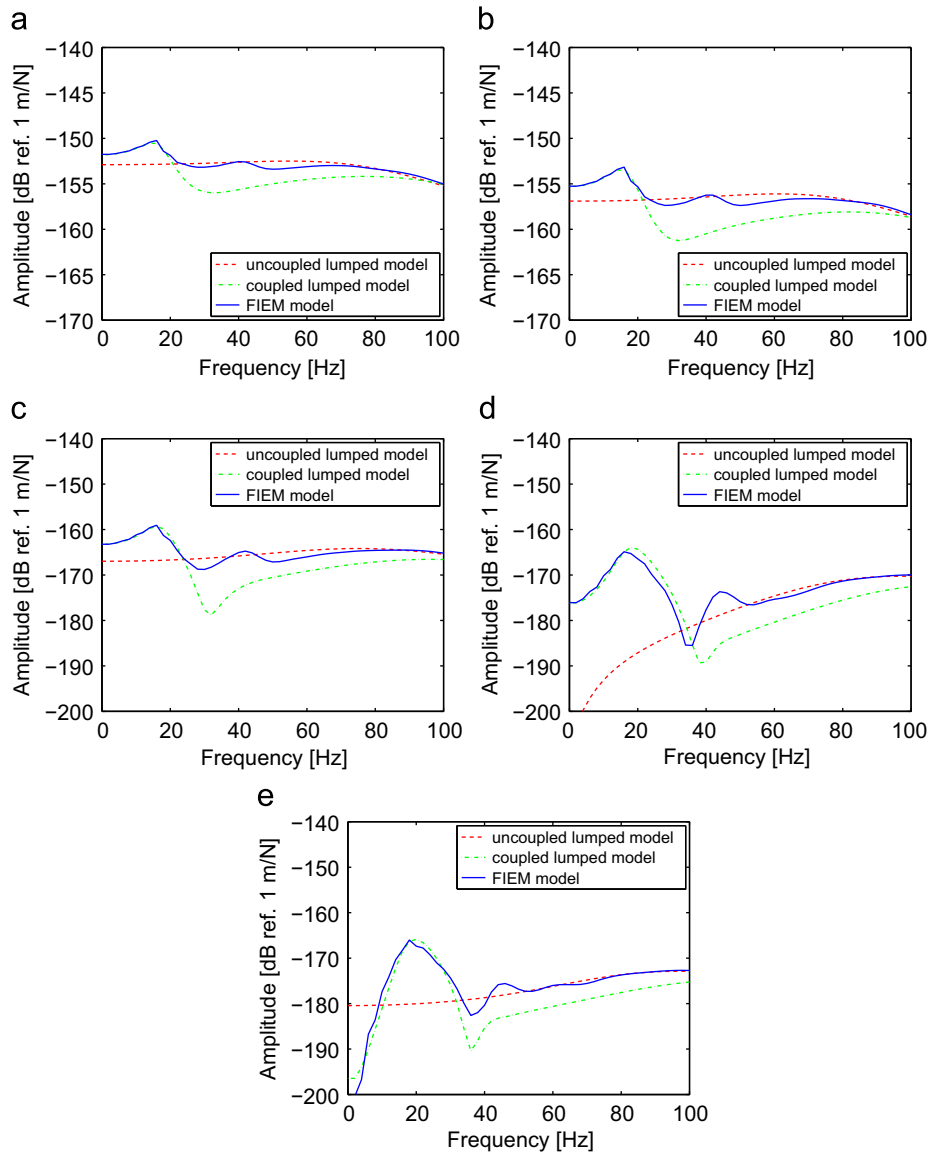 a
−140
−145
−150
−155
−160
−165
−170
Amplitude [dB ref. 1 m/N]
uncoupled lumped model
coupled lumped model
FIEM model
0 20 40 60 80 100
Frequency [Hz]
b
−140
−145
−150
−155
−160
−165
−170
Amplitude [dB ref. 1 m/N]
uncoupled lumped model
coupled lumped model
FIEM model
0 20 40 60 80 100
Frequency [Hz]
c
−140
−150
−160
−170
−180
−190
−200
Amplitude [dB ref. 1 m/N]
uncoupled lumped model
coupled lumped model
FIEM model
0 20 40 60 80 100
Frequency [Hz]
d
−140
−150
−160
−170
−180
−190
−200
Amplitude [dB ref. 1 m/N]
uncoupled lumped model
coupled lumped model
FIEM model
0 20 40 60 80 100
Frequency [Hz]
e
−140
−150
−160
−170
−180
−190
−200
Amplitude [dB ref. 1 m/N]
uncoupled lumped model
coupled lumped model
FIEM model
0 20 40 60 80 100
Frequency [Hz]